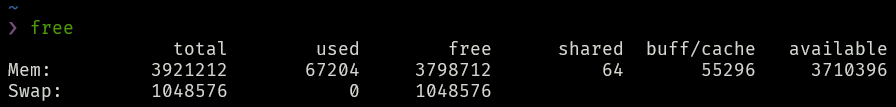 ~
❯ free
total used free shared buff/cache available
Mem: 3921212 67204 3798712 64 55296 3710396
Swap: 1048576 0 1048576